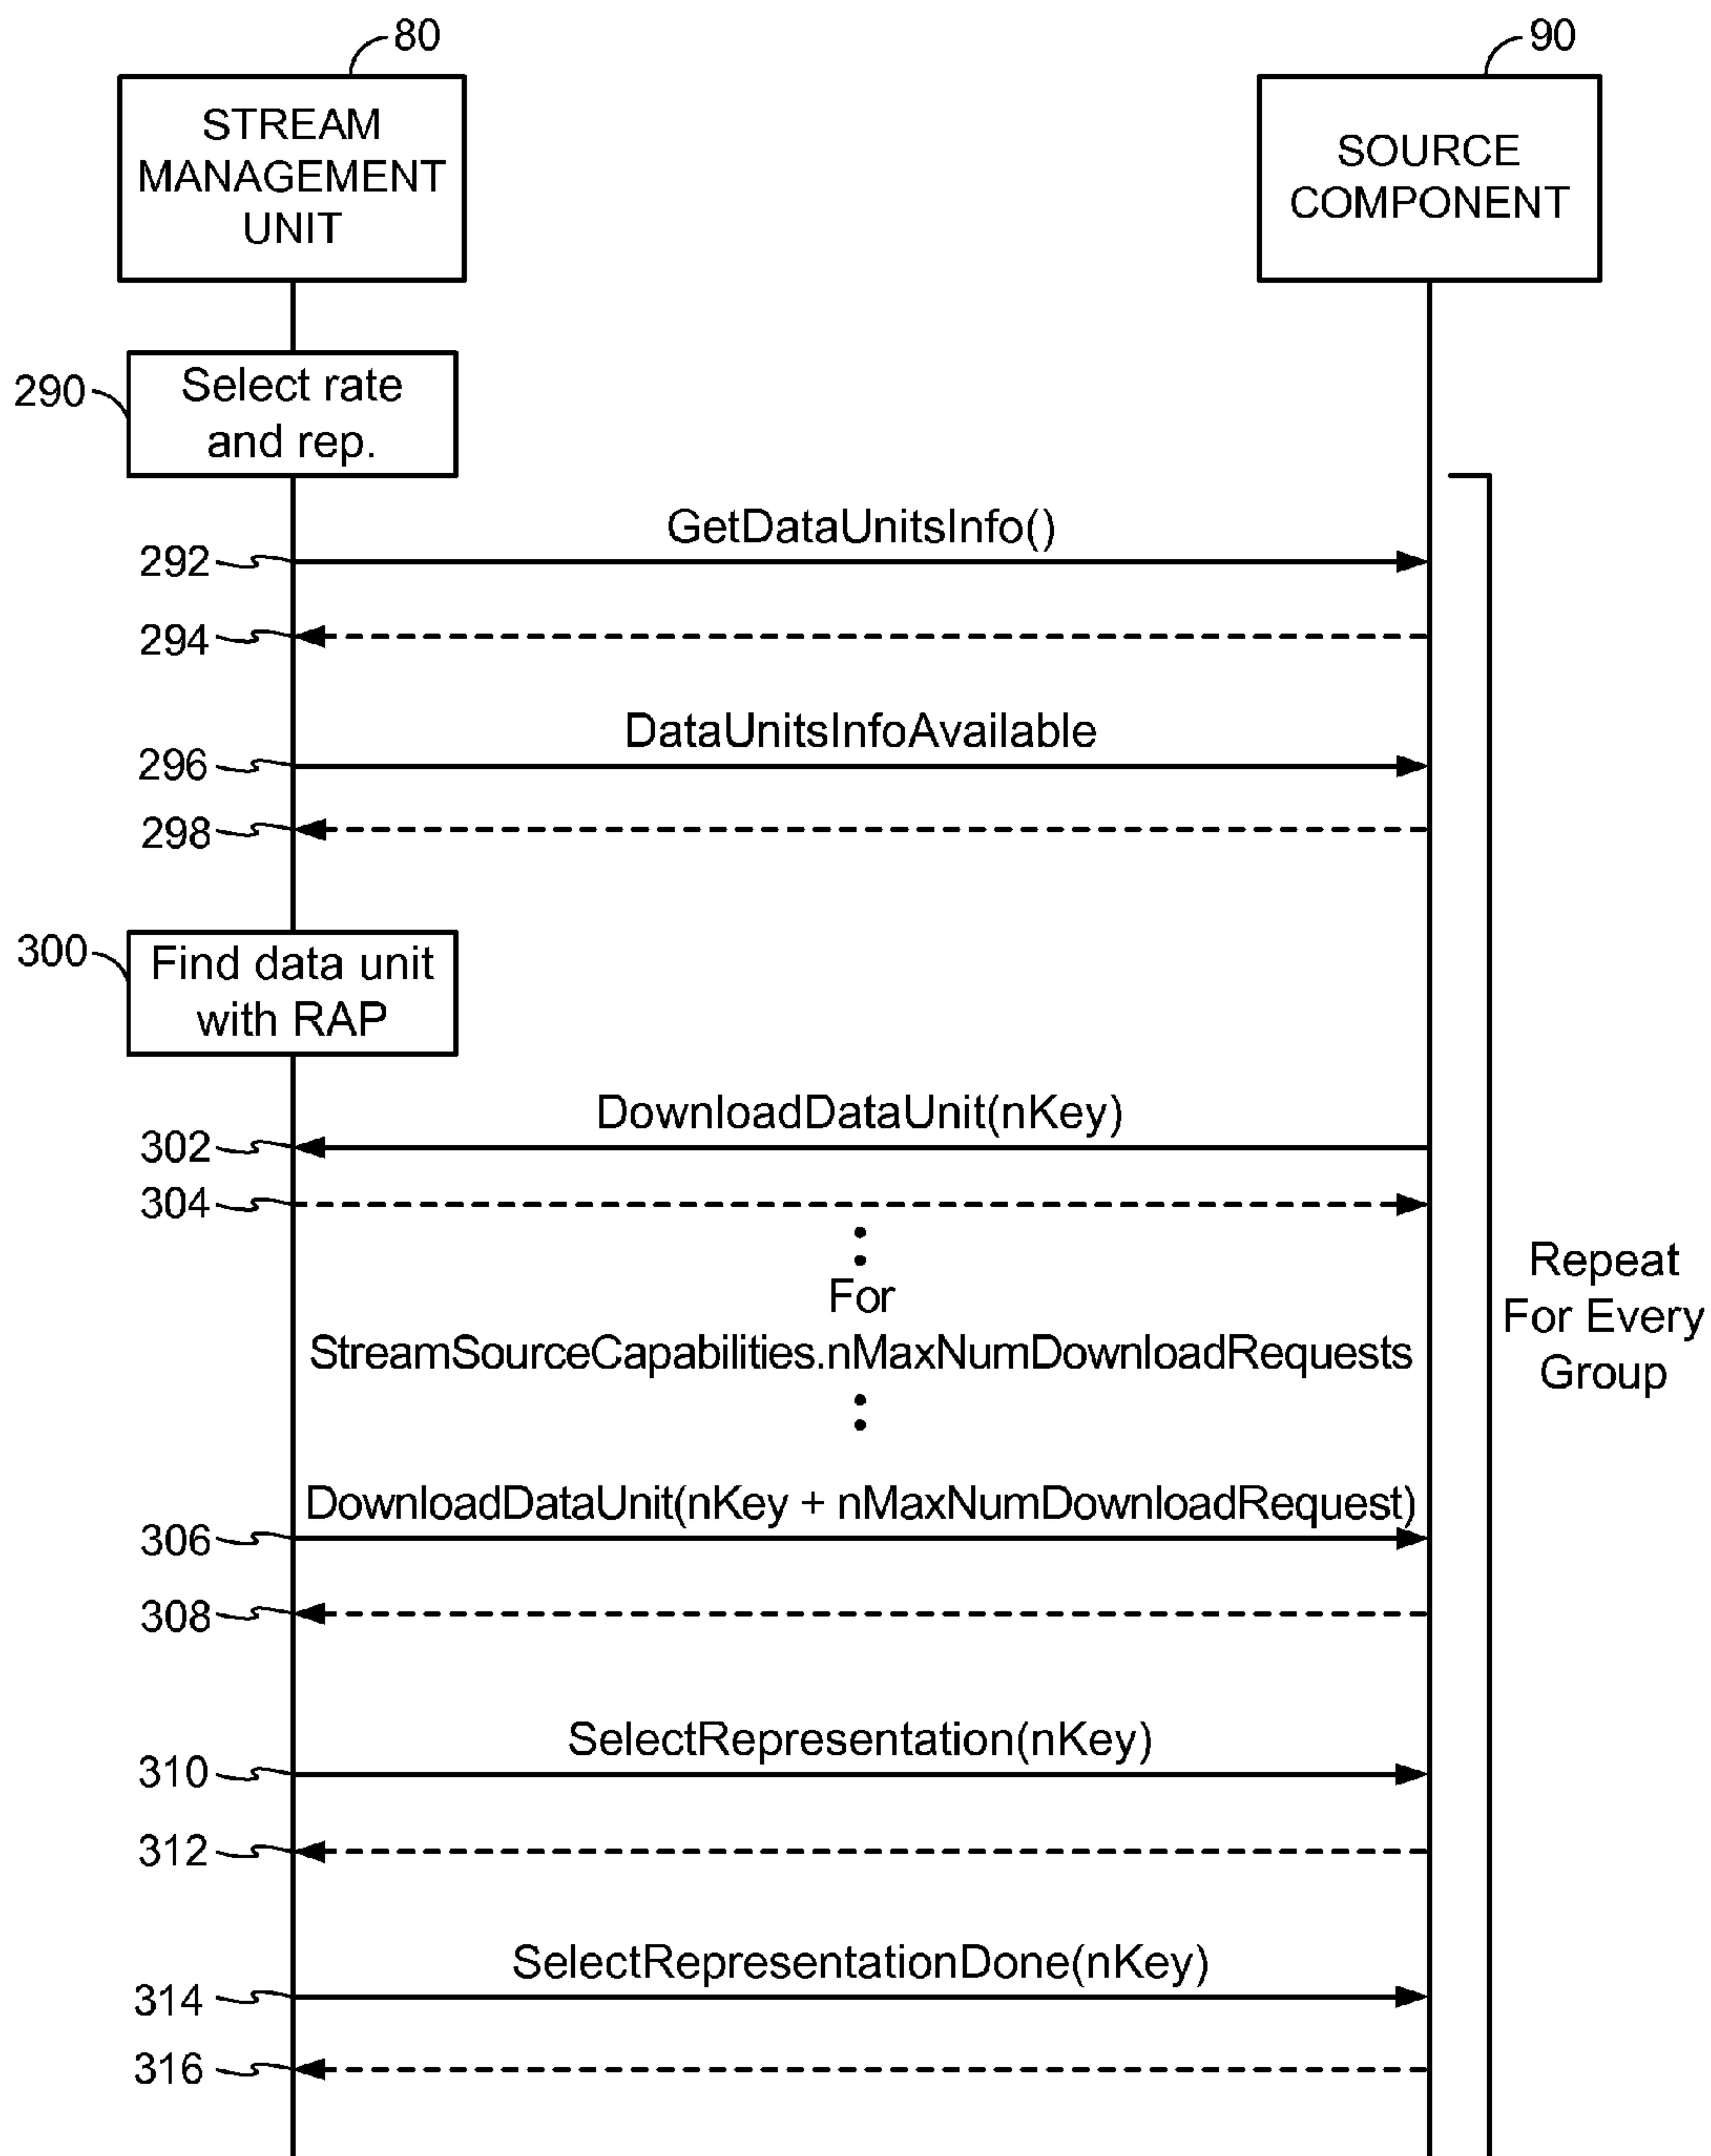 80
90
STREAM
MANAGEMENT
UNIT
SOURCE
COMPONENT
290
Select rate
and rep.
GetDataUnitsInfo()
292
294
DataUnitsInfoAvailable
296
298
300
Find data unit
with RAP
DownloadDataUnit(nKey)
302
304
For
StreamSourceCapabilities.nMaxNumDownloadRequests
Repeat
For Every
Group
DownloadDataUnit(nKey + nMaxNumDownloadRequest)
306
308
SelectRepresentation(nKey)
310
312
SelectRepresentationDone(nKey)
314
316